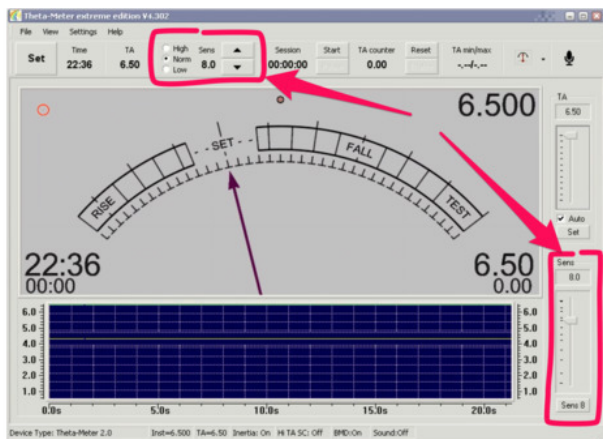 Theta-Meter extreme edition V4.302
File View Settings Help
Set
Time TA High Sens Session Start TA counter Reset TA min/max
Norm
22:36 6.50 Low 8.0 00:00:00 0.00 -.--/-.--
6.500
TA
6.50
SET
FALL
RISE
TEST
Auto
Set
22:36
00:00
6.50
0.00
Sens
8.0
6.0 6.0
5.0 5.0
4.0 4.0
3.0 3.0
2.0 2.0
1.0 1.0
0.0s 5.0s 10.0s 15.0s 20.0s
Sens 8
Device Type: Theta-Meter 2.0 Inst=6.500 TA=6.50 Inertia: On Hi TA SC: Off BMD:On Sound:Off